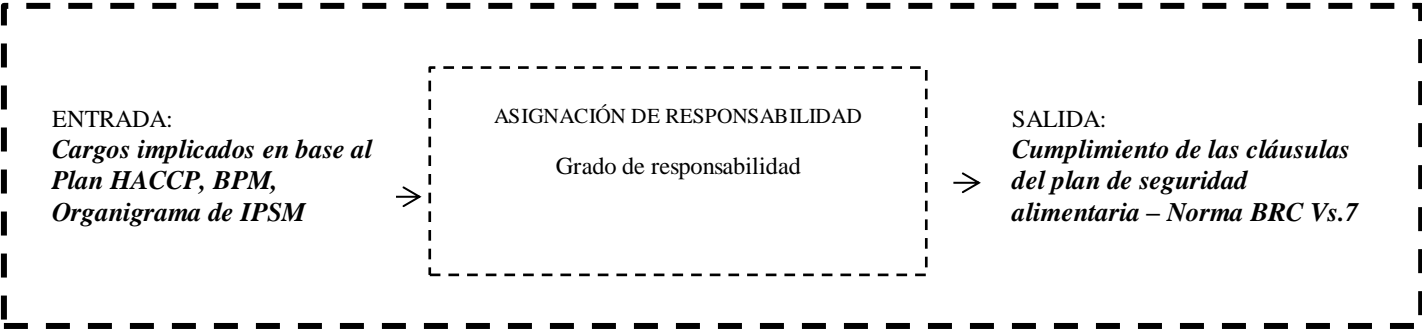 ENTRADA:
Cargos implicados en base al
Plan HACCP, BPM,
Organigrama de IPSM
ASIGNACIÓN DE RESPONSABILIDAD
Grado de responsabilidad
SALIDA:
Cumplimiento de las cláusulas
del plan de seguridad
alimentaria – Norma BRC Vs.7